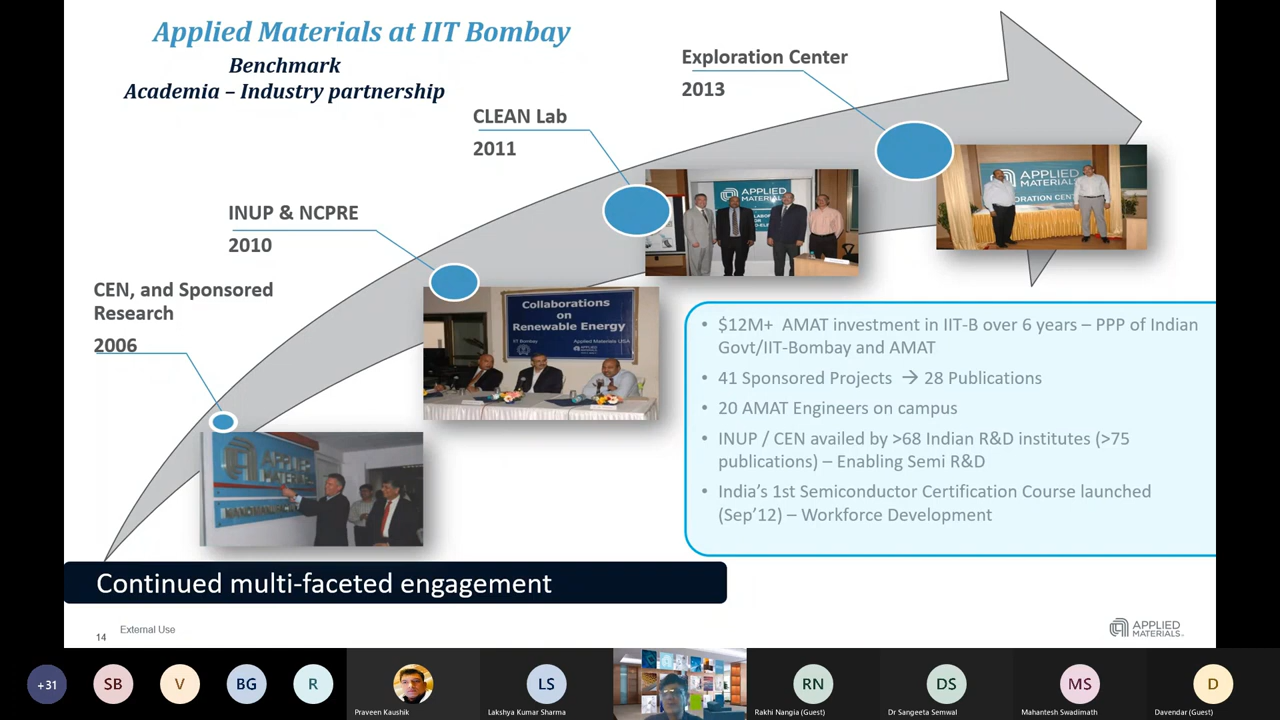 Applied Materials at IIT Bombay
Benchmark
Academia – Industry partnership
Exploration Center
2013
CLEAN Lab
2011
INUP & NCPRE
2010
CEN, and Sponsored
Research
2006
APPLIED
MATERIALS
APPLIED
MATERIALS
Collaborations
on
Renewable Energy
IIT Bombay Applied Materials USA
• $12M+ AMAT investment in IIT-B over 6 years – PPP of Indian
Govt/IIT-Bombay and AMAT
• 41 Sponsored Projects → 28 Publications
• 20 AMAT Engineers on campus
• INUP / CEN availed by >68 Indian R&D institutes (>75
publications) – Enabling Semi R&D
• India's 1st Semiconductor Certification Course launched
(Sep'12) – Workforce Development
Continued multi-faceted engagement
14 External Use
APPLIED
MATERIALS
+31 SB V BG R LS RN DS MS D
Praveen Kaushik Lakshya Kumar Sharma Rakhi Nangia (Guest) Dr Sangeeta Semwal Mahantesh Swadimath Davendar (Guest)